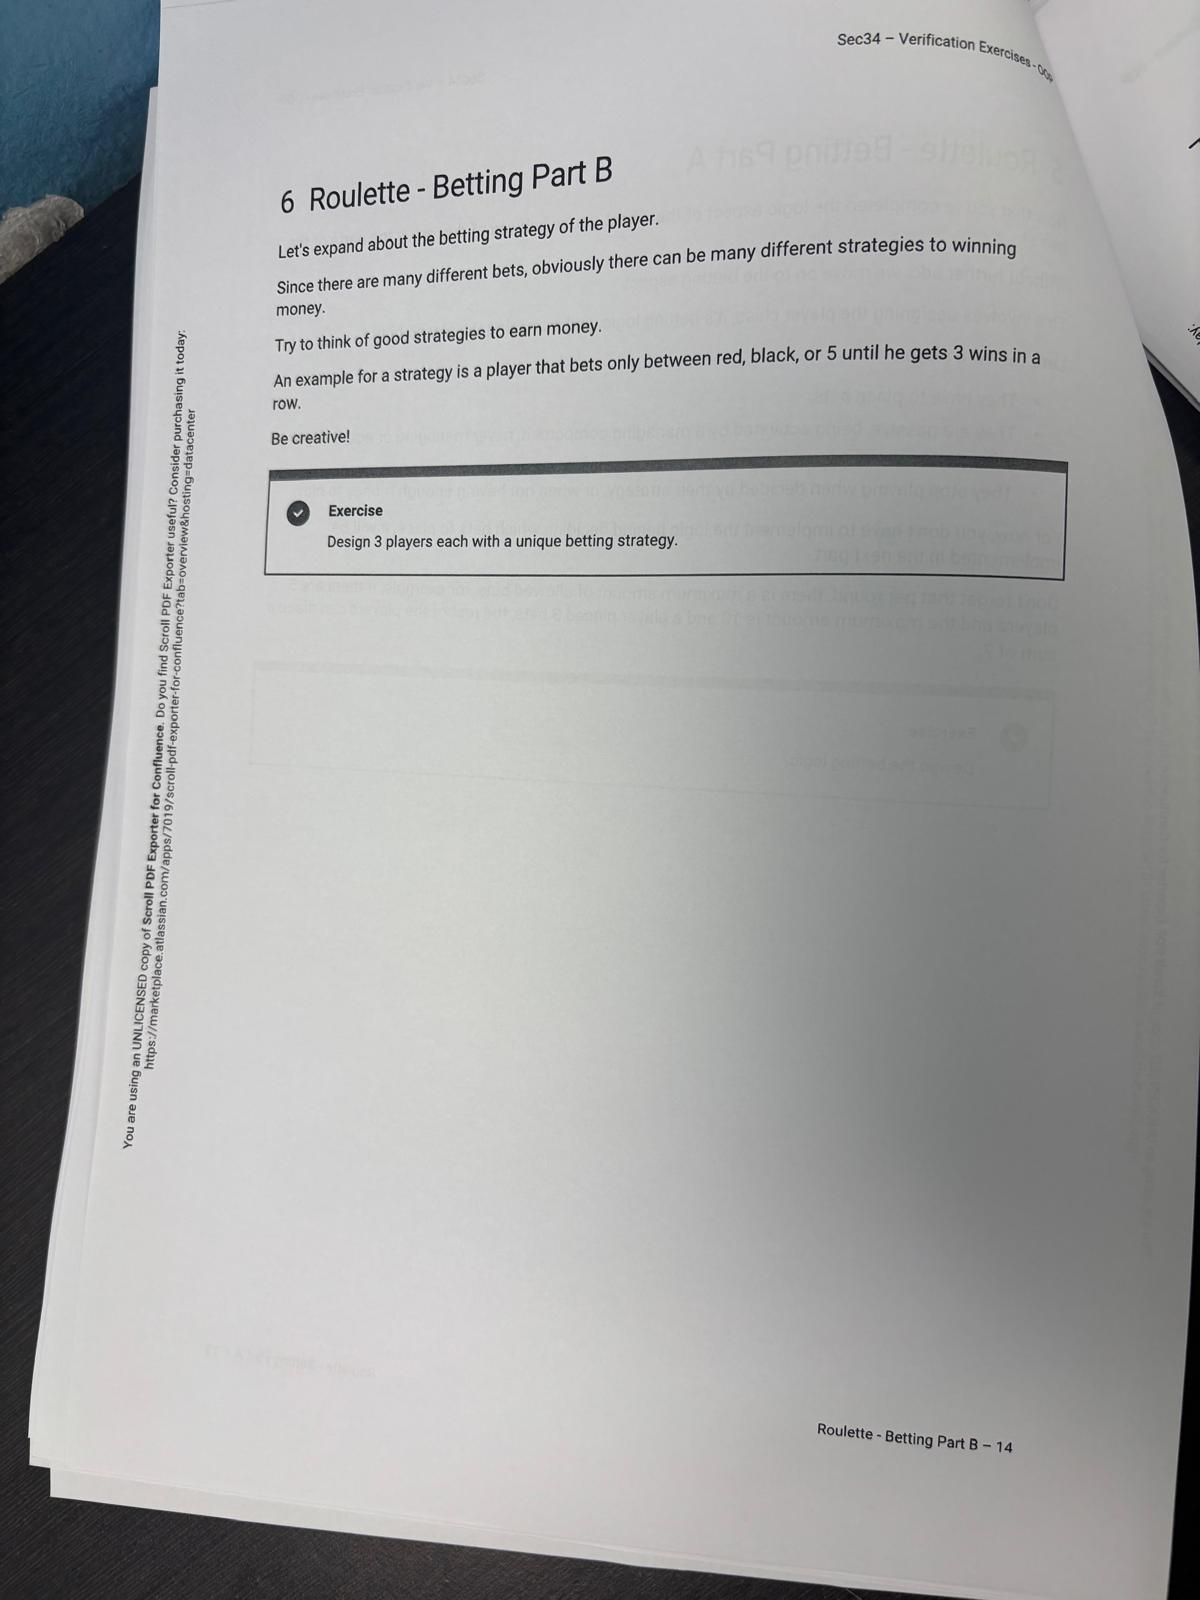 Sec34 – Verification Exercises - OOP
6 Roulette - Betting Part B
Let's expand about the betting strategy of the player.
Since there are many different bets, obviously there can be many different strategies to winning
money.
Try to think of good strategies to earn money.
An example for a strategy is a player that bets only between red, black, or 5 until he gets 3 wins in a
row.
Be creative!
Exercise
Design 3 players each with a unique betting strategy.
You are using an UNLICENSED copy of Scroll PDF Exporter for Confluence. Do you find Scroll PDF Exporter useful? Consider purchasing it today:
https://marketplace.atlassian.com/apps/7019/scroll-pdf-exporter-for-confluence?tab=overview&hosting=datacenter
Roulette - Betting Part B – 14